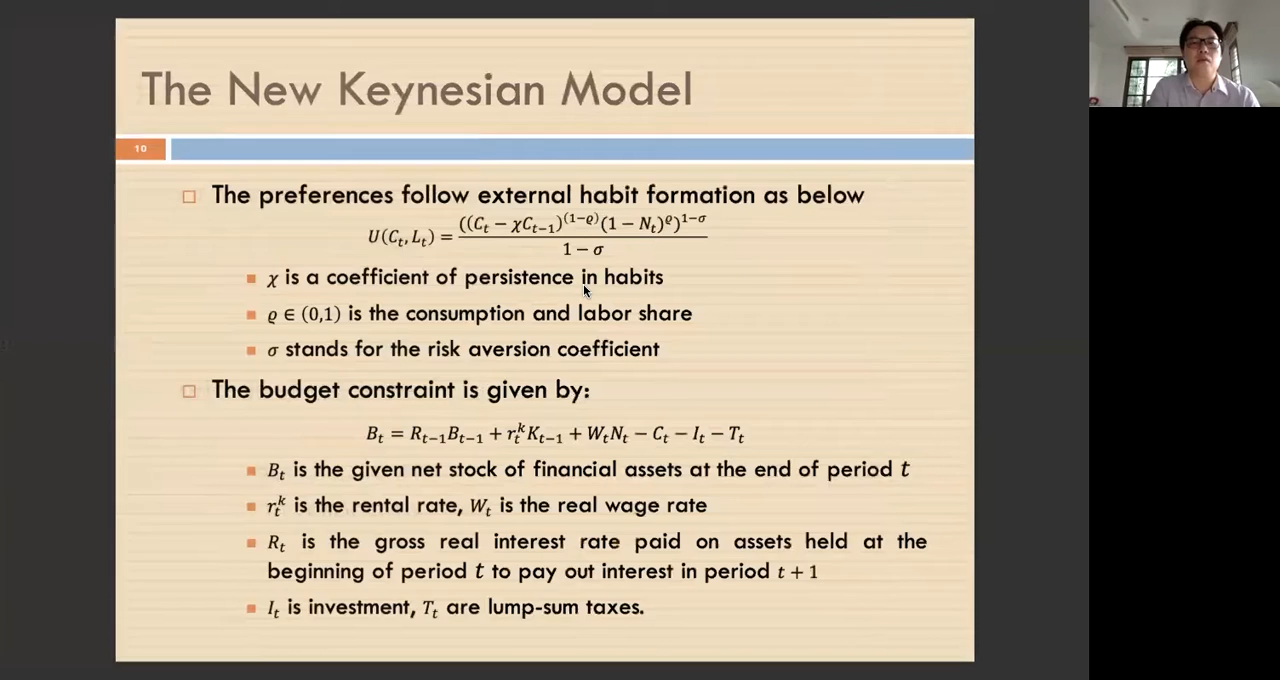 The New Keynesian Model
10
The preferences follow external habit formation as below
U(C_t, L_t) = ((C_t − χC_{t−1})^{(1−ϱ)}(1 − N_t)^ϱ)^{1−σ} / (1 − σ)
χ is a coefficient of persistence in habits
ϱ ∈ (0,1) is the consumption and labor share
σ stands for the risk aversion coefficient
The budget constraint is given by:
B_t = R_{t−1}B_{t−1} + r_t^k K_{t−1} + W_tN_t − C_t − I_t − T_t
B_t is the given net stock of financial assets at the end of period t
r_t^k is the rental rate, W_t is the real wage rate
R_t is the gross real interest rate paid on assets held at the
beginning of period t to pay out interest in period t + 1
I_t is investment, T_t are lump-sum taxes.